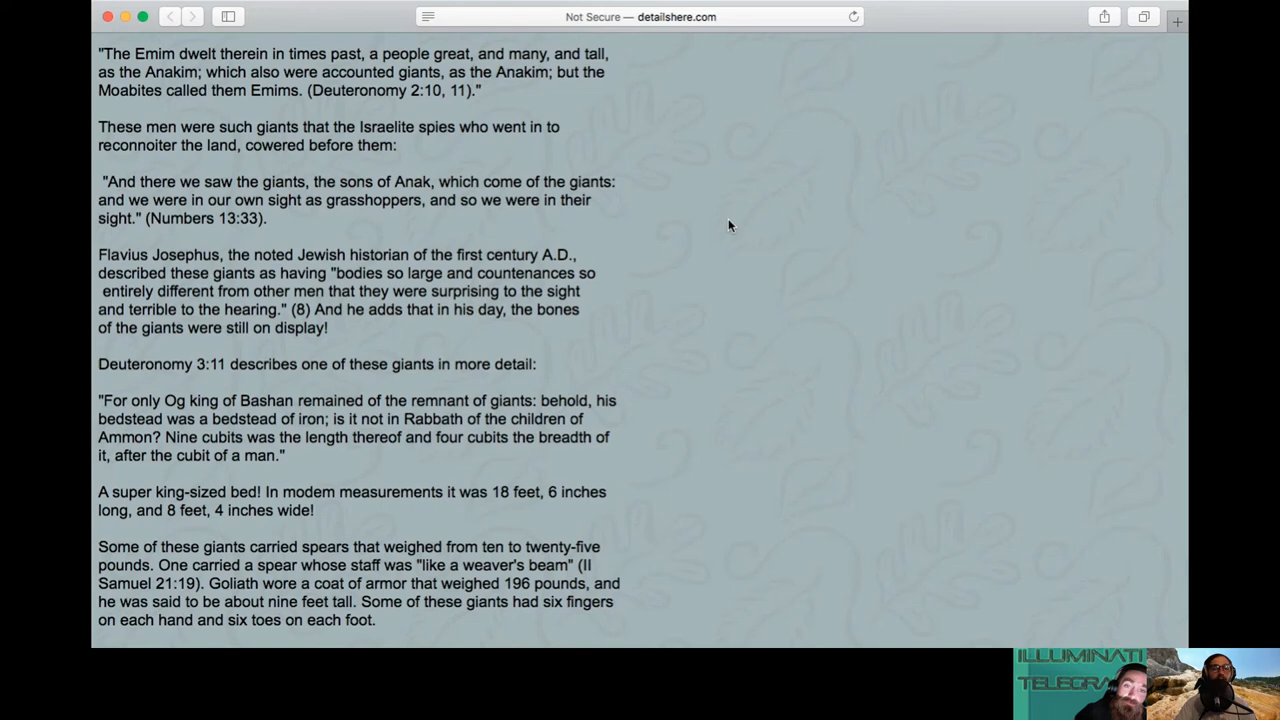 Not Secure — detailshere.com
"The Emim dwelt therein in times past, a people great, and many, and tall,
as the Anakim; which also were accounted giants, as the Anakim; but the
Moabites called them Emims. (Deuteronomy 2:10, 11)."
These men were such giants that the Israelite spies who went in to
reconnoiter the land, cowered before them:
"And there we saw the giants, the sons of Anak, which come of the giants:
and we were in our own sight as grasshoppers, and so we were in their
sight." (Numbers 13:33).
Flavius Josephus, the noted Jewish historian of the first century A.D.,
described these giants as having "bodies so large and countenances so
entirely different from other men that they were surprising to the sight
and terrible to the hearing." (8) And he adds that in his day, the bones
of the giants were still on display!
Deuteronomy 3:11 describes one of these giants in more detail:
"For only Og king of Bashan remained of the remnant of giants: behold, his
bedstead was a bedstead of iron; is it not in Rabbath of the children of
Ammon? Nine cubits was the length thereof and four cubits the breadth of
it, after the cubit of a man."
A super king-sized bed! In modem measurements it was 18 feet, 6 inches
long, and 8 feet, 4 inches wide!
Some of these giants carried spears that weighed from ten to twenty-five
pounds. One carried a spear whose staff was "like a weaver's beam" (II
Samuel 21:19). Goliath wore a coat of armor that weighed 196 pounds, and
he was said to be about nine feet tall. Some of these giants had six fingers
on each hand and six toes on each foot.
ILLUMINATI
TELEGRA